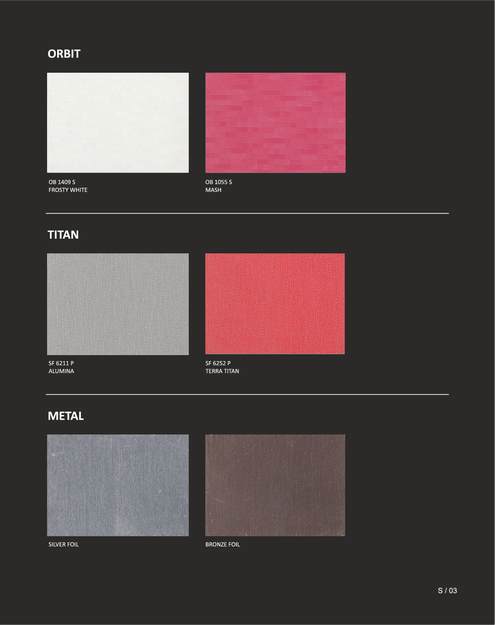 ORBIT
OB 1409 S
FROSTY WHITE
OB 1055 S
MASH
TITAN
SF 6211 P
ALUMINA
SF 6252 P
TERRA TITAN
METAL
SILVER FOIL
BRONZE FOIL
S / 03